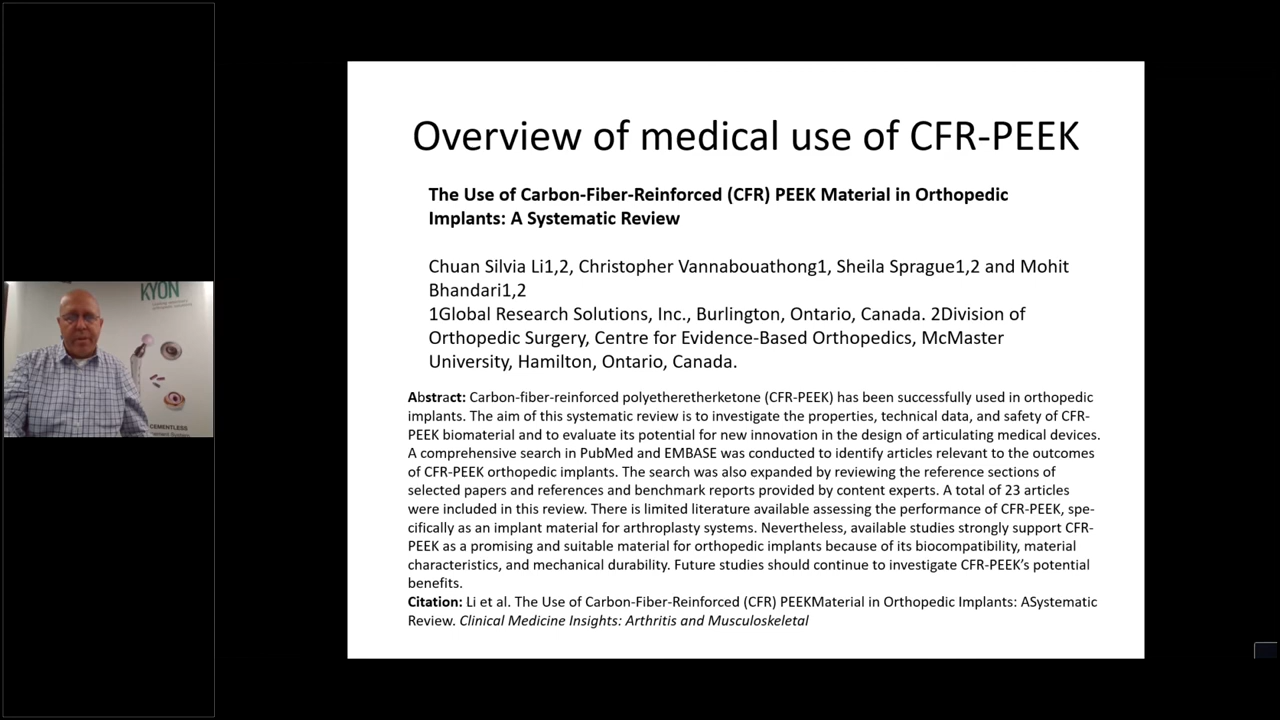 Overview of medical use of CFR-PEEK
The Use of Carbon-Fiber-Reinforced (CFR) PEEK Material in Orthopedic
Implants: A Systematic Review
Chuan Silvia Li1,2, Christopher Vannabouathong1, Sheila Sprague1,2 and Mohit
Bhandari1,2
1Global Research Solutions, Inc., Burlington, Ontario, Canada. 2Division of
Orthopedic Surgery, Centre for Evidence-Based Orthopedics, McMaster
University, Hamilton, Ontario, Canada.
Abstract: Carbon-fiber-reinforced polyetheretherketone (CFR-PEEK) has been successfully used in orthopedic
implants. The aim of this systematic review is to investigate the properties, technical data, and safety of CFR-
PEEK biomaterial and to evaluate its potential for new innovation in the design of articulating medical devices.
A comprehensive search in PubMed and EMBASE was conducted to identify articles relevant to the outcomes
of CFR-PEEK orthopedic implants. The search was also expanded by reviewing the reference sections of
selected papers and references and benchmark reports provided by content experts. A total of 23 articles
were included in this review. There is limited literature available assessing the performance of CFR-PEEK, spe-
cifically as an implant material for arthroplasty systems. Nevertheless, available studies strongly support CFR-
PEEK as a promising and suitable material for orthopedic implants because of its biocompatibility, material
characteristics, and mechanical durability. Future studies should continue to investigate CFR-PEEK's potential
benefits.
Citation: Li et al. The Use of Carbon-Fiber-Reinforced (CFR) PEEKMaterial in Orthopedic Implants: ASystematic
Review. Clinical Medicine Insights: Arthritis and Musculoskeletal
KYON
CEMENTLESS